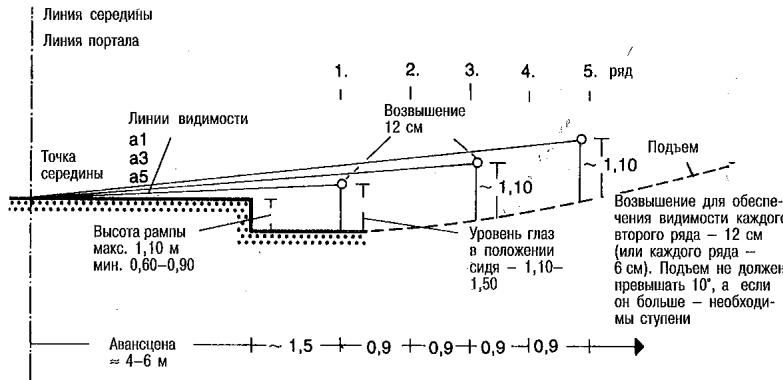 Линия середины
Линия портала
1. 2. 3. 4. 5. ряд
Линии видимости
а1
а3
а5
Возвышение
12 см
Точка
середины
Подъем
~ 1,10
~ 1,10
Высота рампы
макс. 1,10 м
мин. 0,60–0,90
Уровень глаз
в положении
сидя – 1,10–
1,50
Возвышение для обеспе-
чения видимости каждого
второго ряда – 12 см
(или каждого ряда –
6 см). Подъем не должен
превышать 10°, а если
он больше – необходи-
мы ступени
Авансцена
≈ 4–6 м
~ 1,5
0,9
0,9
0,9
0,9